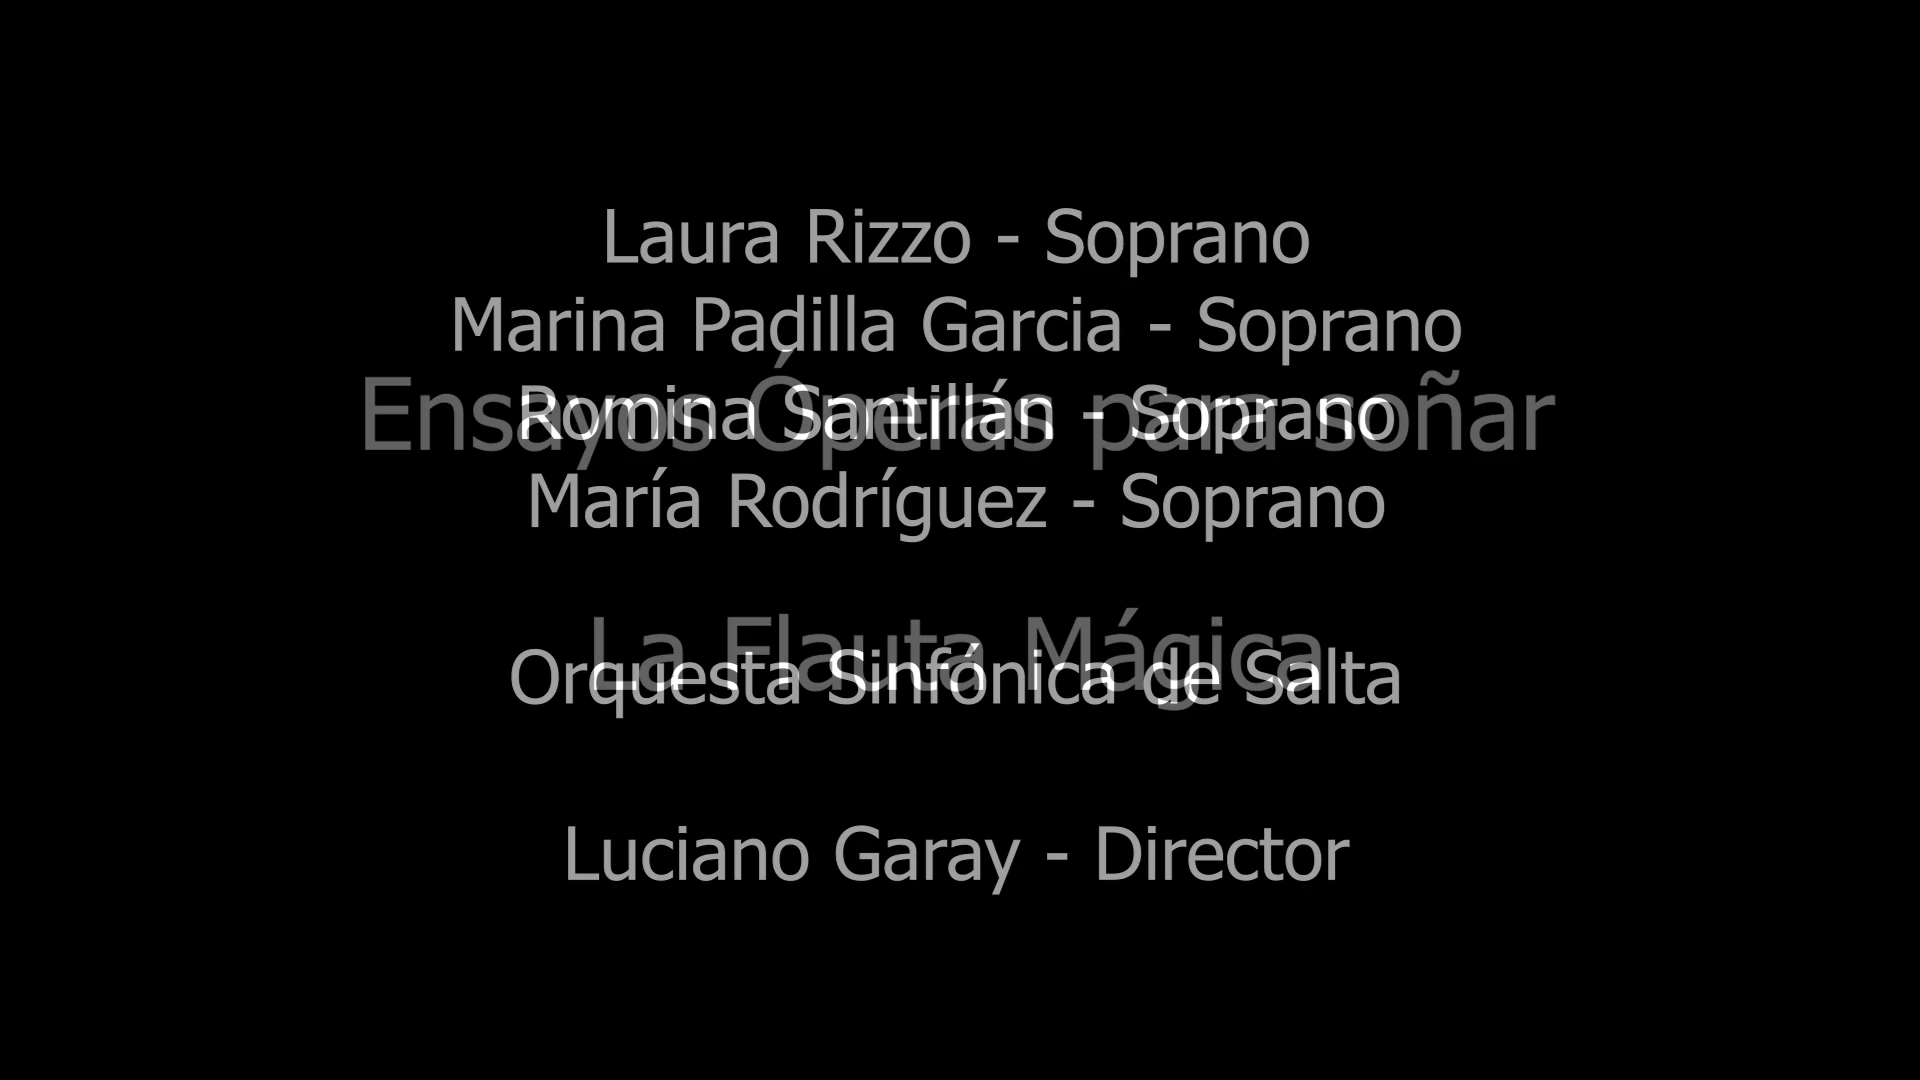 Laura Rizzo - Soprano
Marina Padilla Garcia - Soprano
Ensayos Óperas para soñar
Romina Santillán - Soprano
María Rodríguez - Soprano
La Flauta Mágica
Orquesta Sinfónica de Salta
Luciano Garay - Director